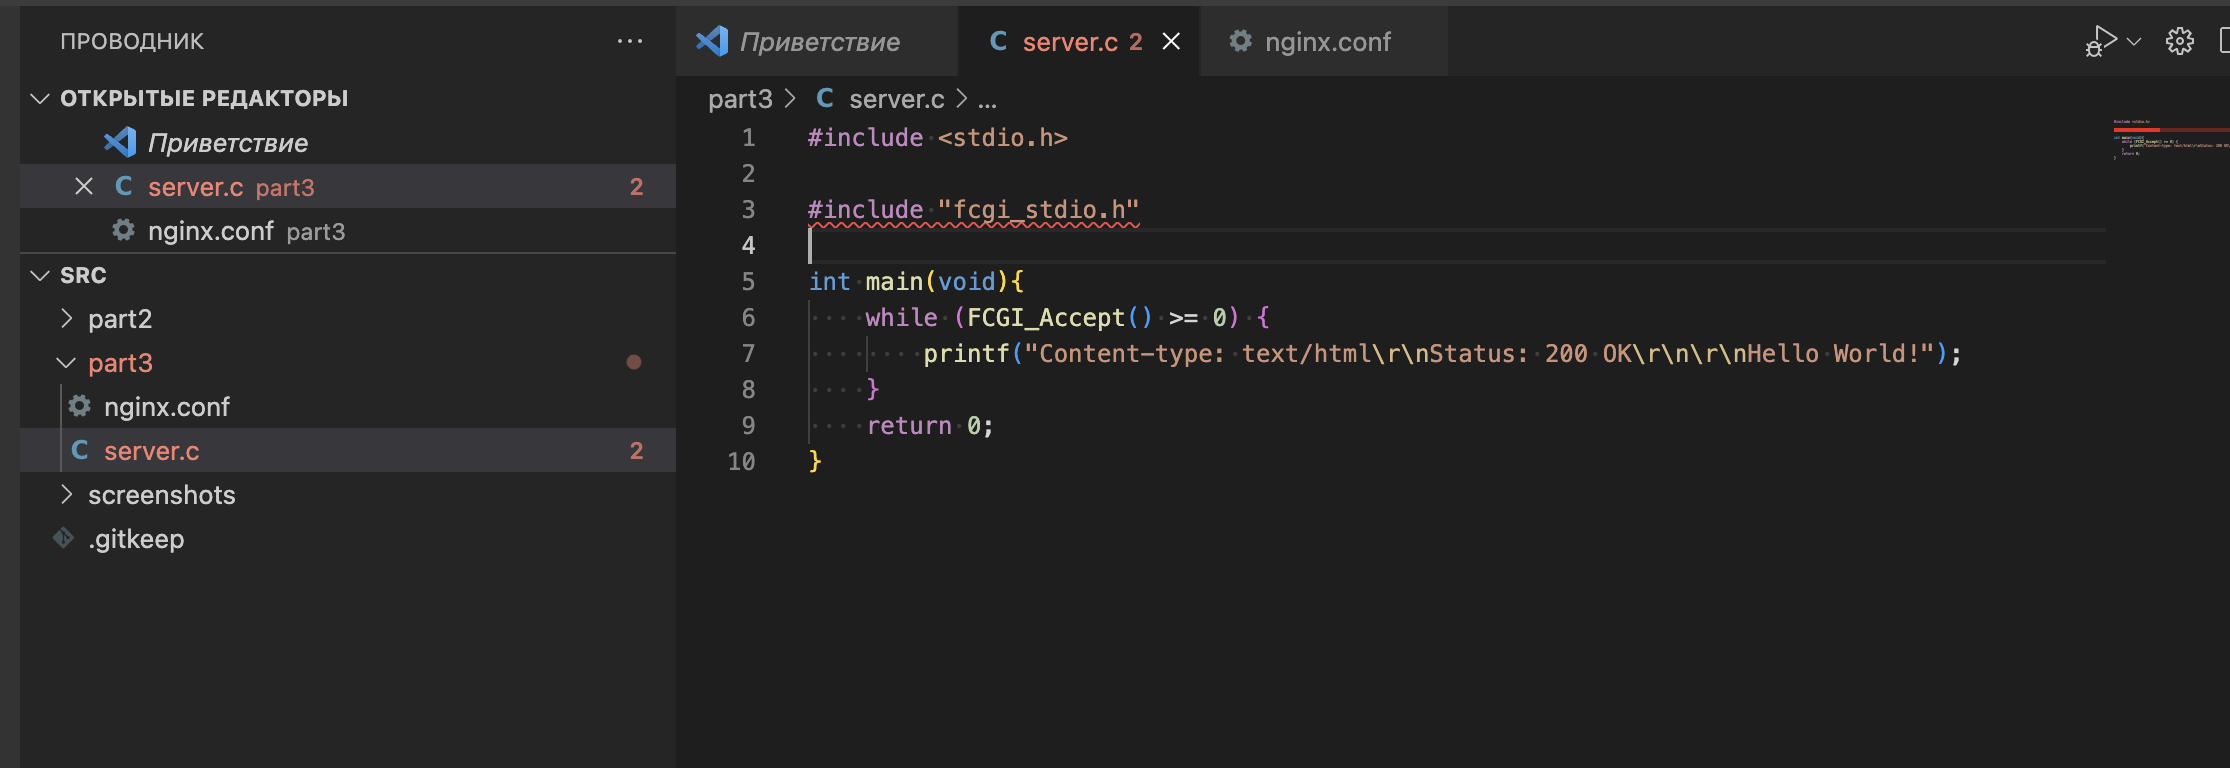 ПРОВОДНИК ...
ОТКРЫТЫЕ РЕДАКТОРЫ
Приветствие
server.c part3 2
nginx.conf part3
SRC
part2
part3
nginx.conf
C server.c 2
screenshots
.gitkeep
Приветствие
C server.c 2
nginx.conf
part3 > C server.c > ...
1 #include <stdio.h>
2
3 #include "fcgi_stdio.h"
4
5 int main(void){
6 while (FCGI_Accept() >= 0) {
7 printf("Content-type: text/html\r\nStatus: 200 OK\r\n\r\nHello World!");
8 }
9 return 0;
10 }